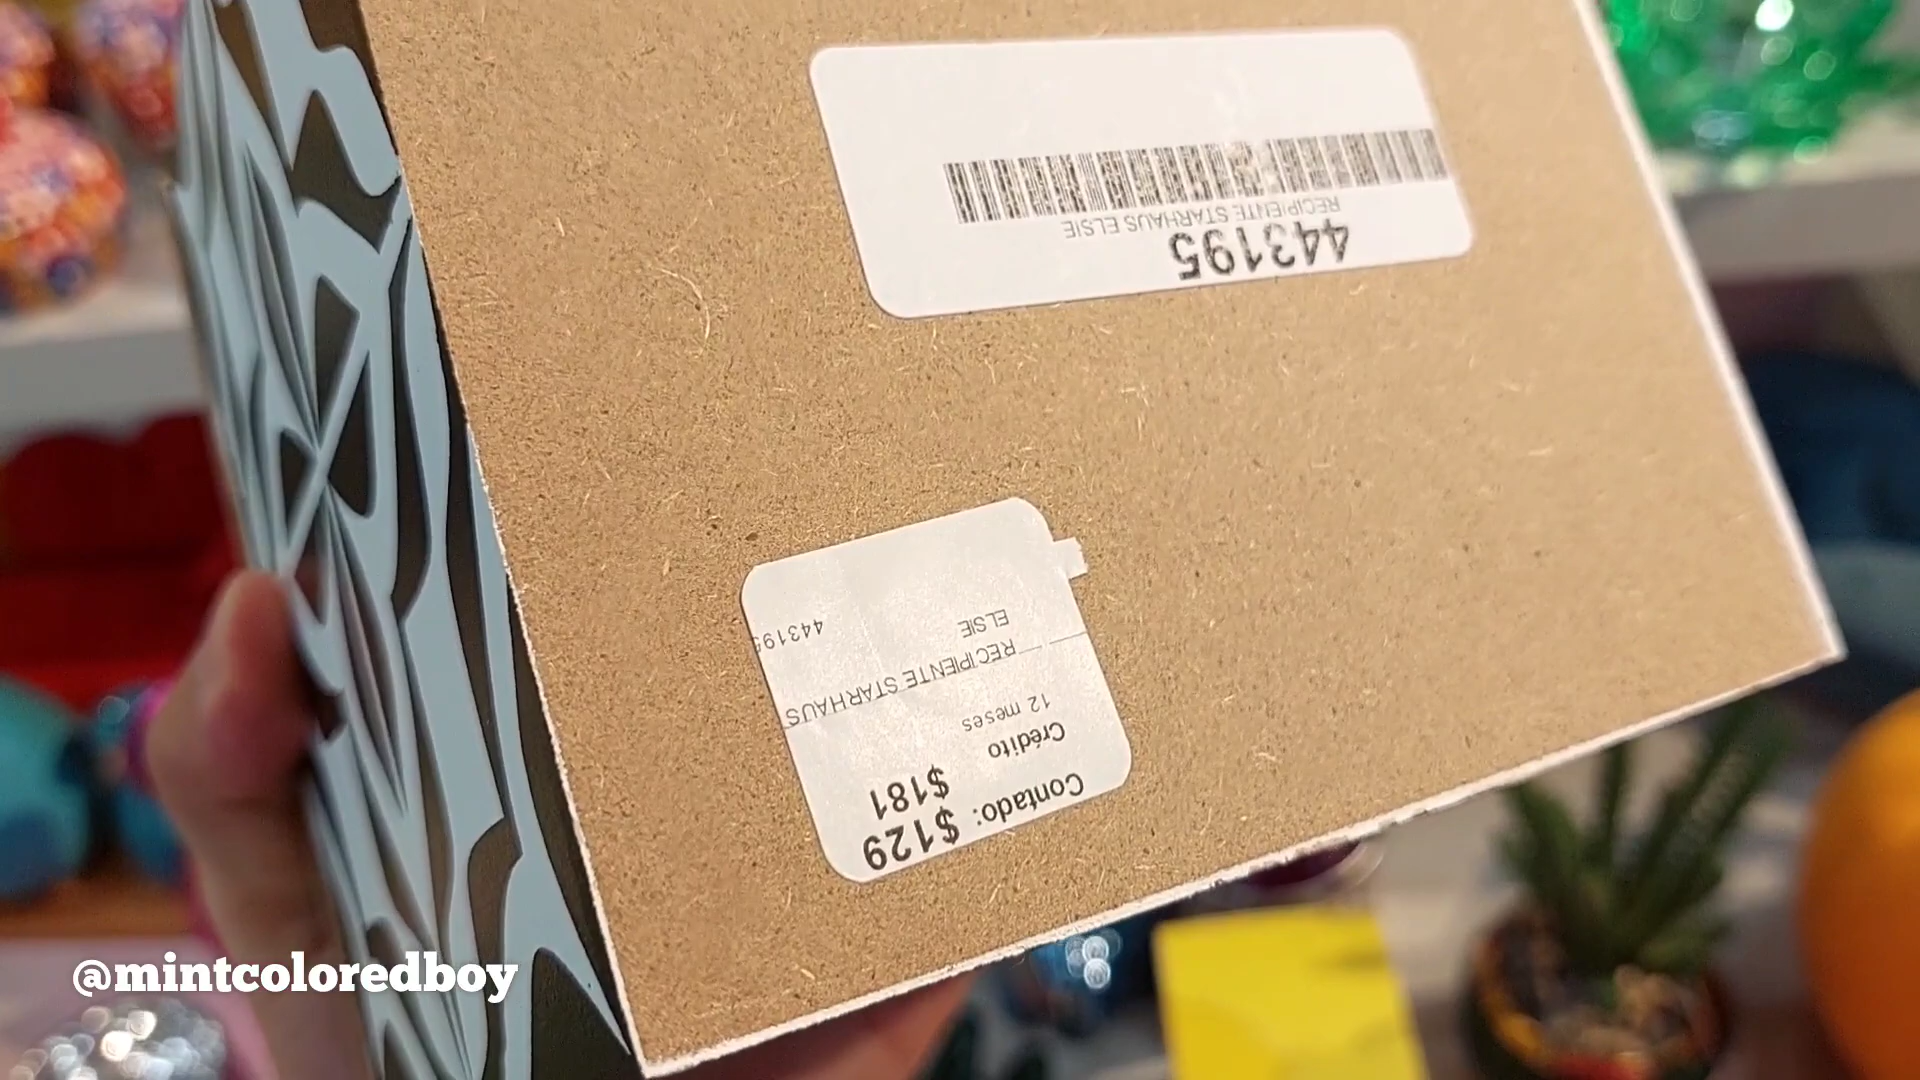 443195
RECIPIENTE STARHAUS ELSIE
Contado: $129
Crédito $181
12 meses
RECIPIENTE STARHAUS
ELSIE 443195
@mintcoloredboy